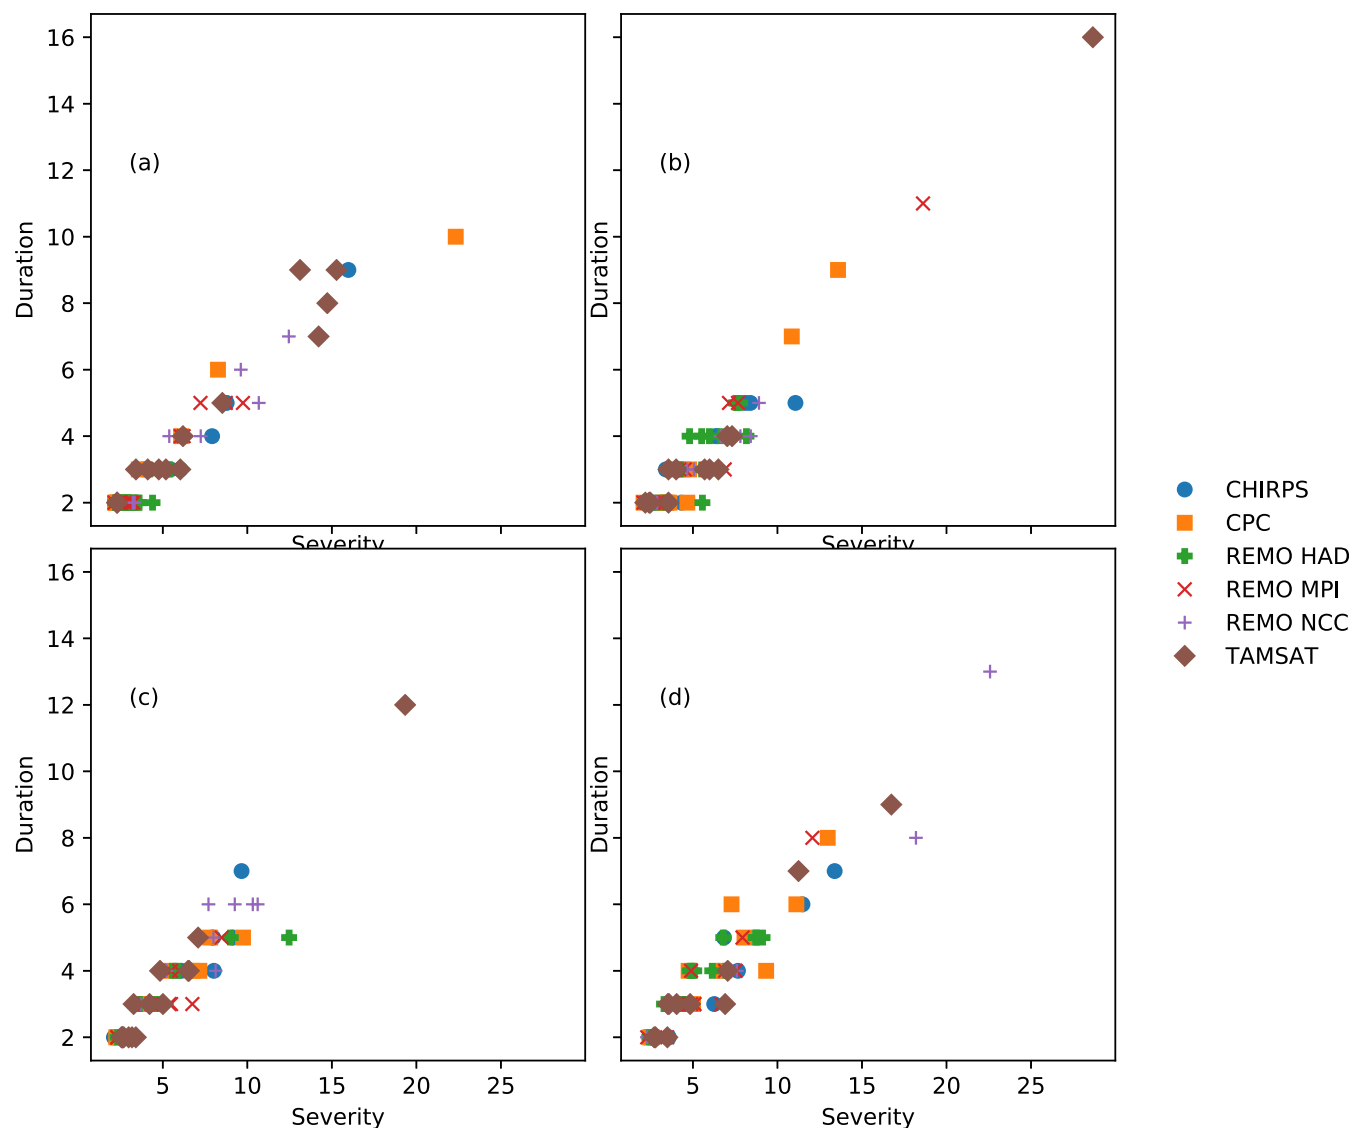 16
14
12
10
8
6
4
2
Duration
(a)
Severity
Duration
(b)
Severity
16
14
12
10
8
6
4
2
Duration
(c)
5 10 15 20 25
Severity
Duration
(d)
5 10 15 20 25
Severity
CHIRPS
CPC
REMO HAD
REMO MPI
REMO NCC
TAMSAT